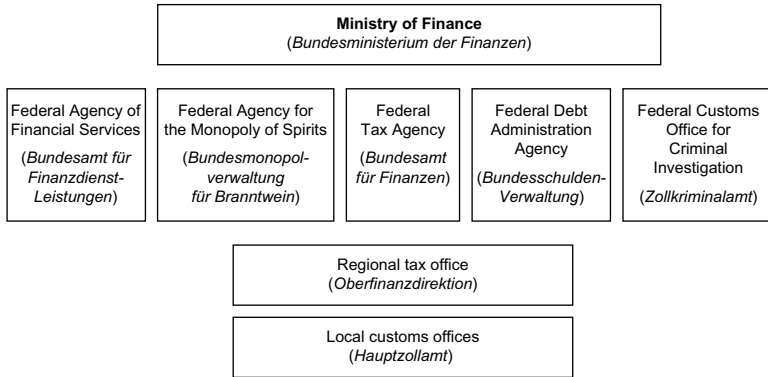 Ministry of Finance
(Bundesministerium der Finanzen)
Federal Agency of
Financial Services
(Bundesamt für
Finanzdienst-
Leistungen)
Federal Agency for
the Monopoly of Spirits
(Bundesmonopol-
verwaltung
für Branntwein)
Federal
Tax Agency
(Bundesamt
für Finanzen)
Federal Debt
Administration
Agency
(Bundesschulden-
Verwaltung)
Federal Customs
Office for
Criminal
Investigation
(Zollkriminalamt)
Regional tax office
(Oberfinanzdirektion)
Local customs offices
(Hauptzollamt)